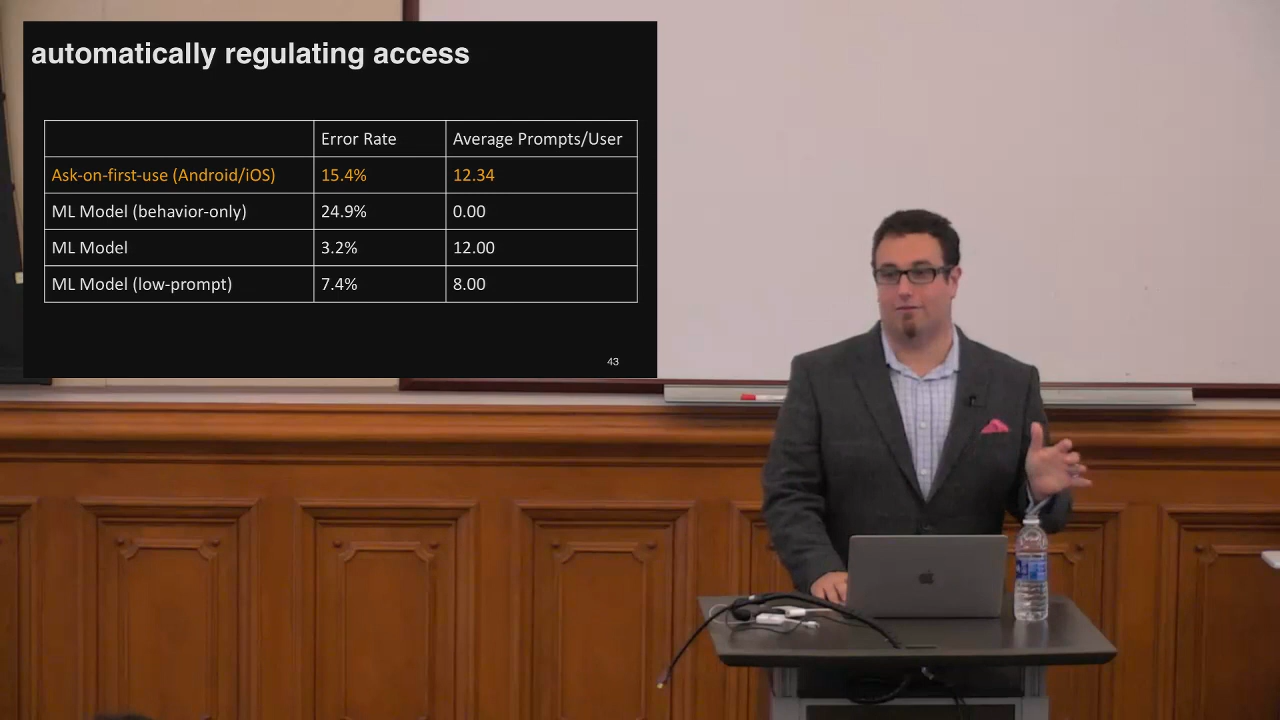 automatically regulating access
Error Rate Average Prompts/User
Ask-on-first-use (Android/iOS) 15.4% 12.34
ML Model (behavior-only) 24.9% 0.00
ML Model 3.2% 12.00
ML Model (low-prompt) 7.4% 8.00
43